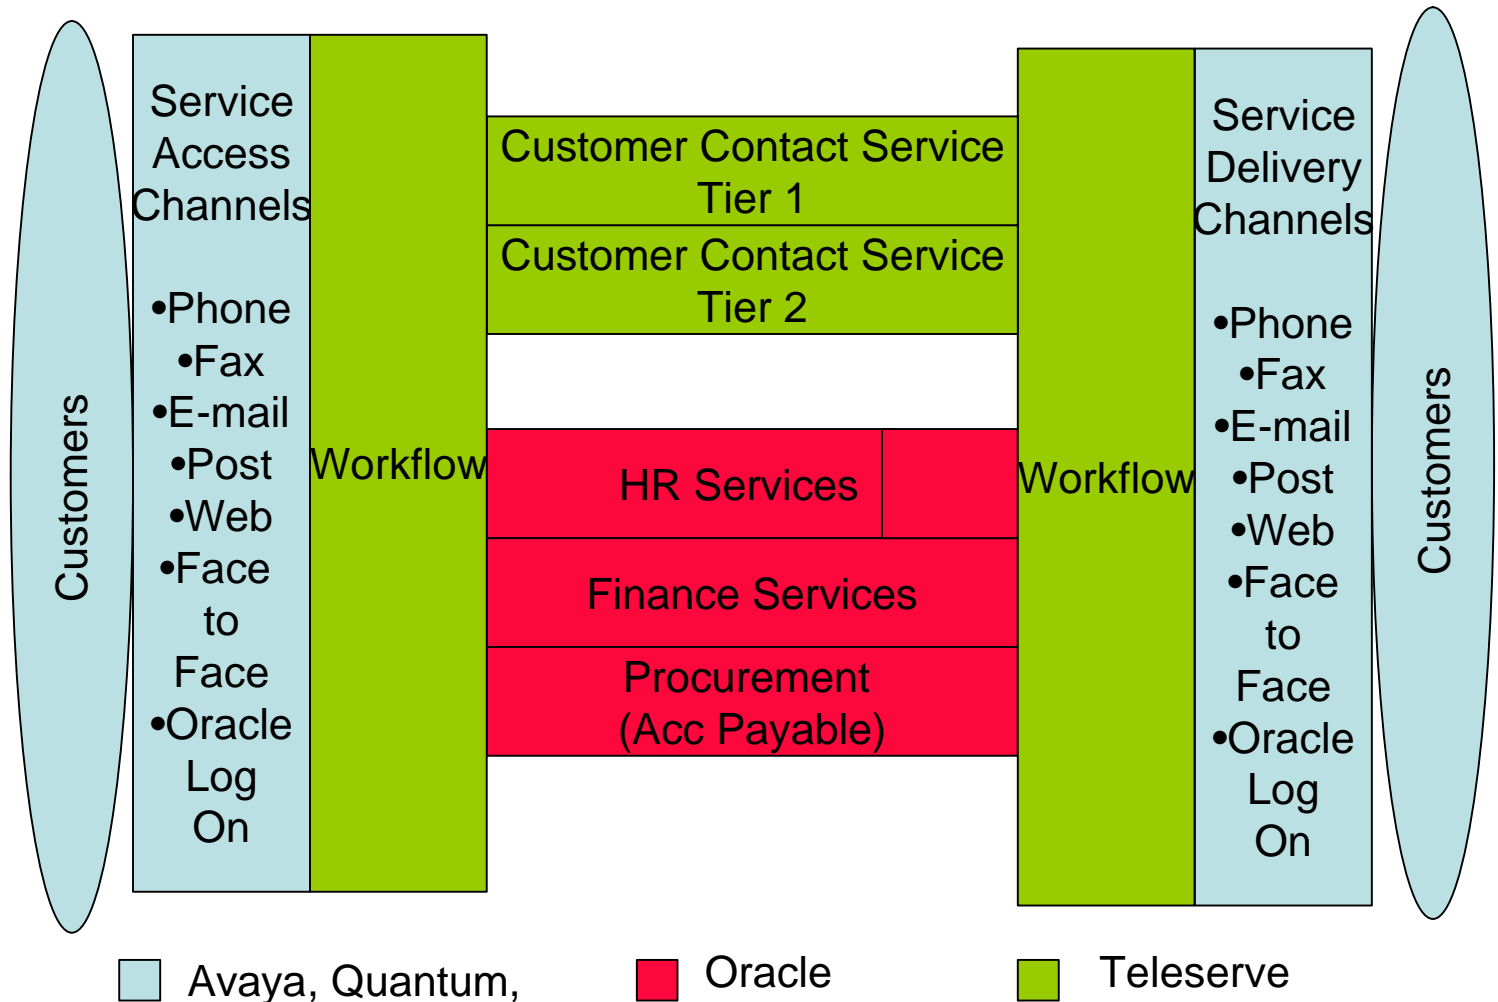 Customers
Service
Access
Channels
•Phone
•Fax
•E-mail
•Post
•Web
•Face
to
Face
•Oracle
Log
On
Workflow
Customer Contact Service
Tier 1
Customer Contact Service
Tier 2
HR Services
Finance Services
Procurement
(Acc Payable)
Workflow
Service
Delivery
Channels
•Phone
•Fax
•E-mail
•Post
•Web
•Face
to
Face
•Oracle
Log
On
Customers
Avaya, Quantum,
Oracle
Teleserve